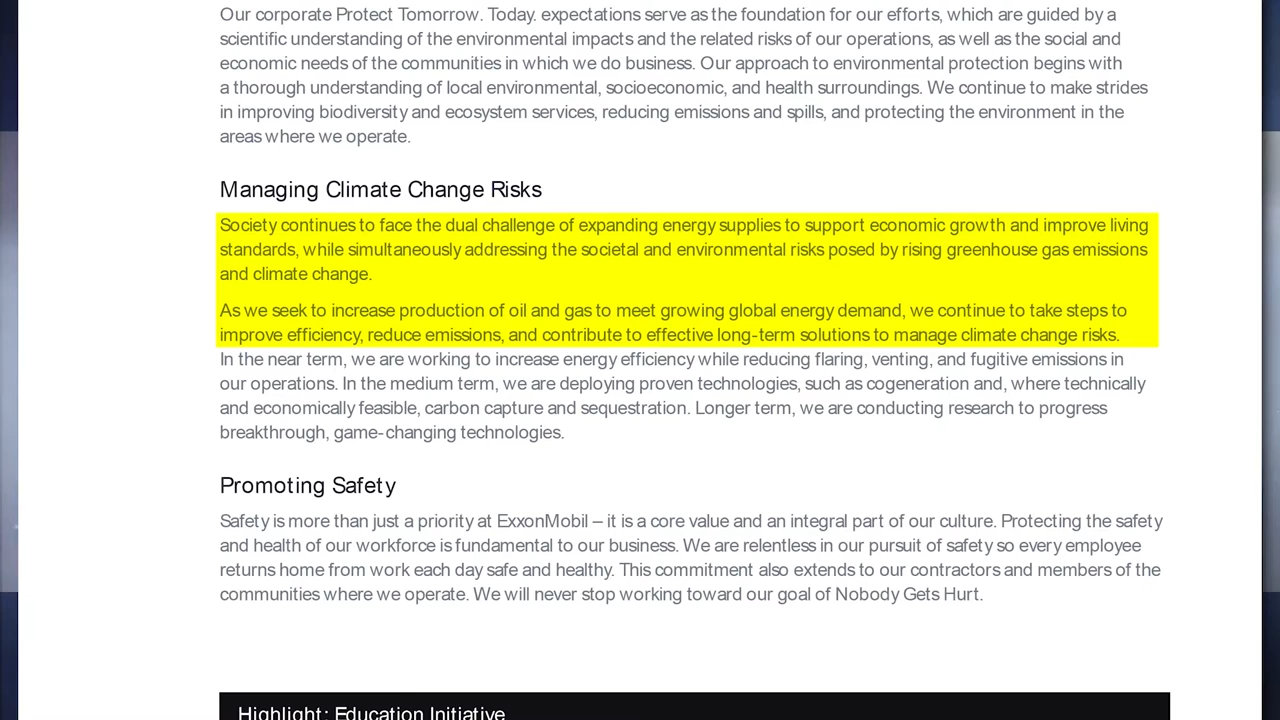 Our corporate Protect Tomorrow. Today. expectations serve as the foundation for our efforts, which are guided by a
scientific understanding of the environmental impacts and the related risks of our operations, as well as the social and
economic needs of the communities in which we do business. Our approach to environmental protection begins with
a thorough understanding of local environmental, socioeconomic, and health surroundings. We continue to make strides
in improving biodiversity and ecosystem services, reducing emissions and spills, and protecting the environment in the
areas where we operate.
Managing Climate Change Risks
Society continues to face the dual challenge of expanding energy supplies to support economic growth and improve living
standards, while simultaneously addressing the societal and environmental risks posed by rising greenhouse gas emissions
and climate change.
As we seek to increase production of oil and gas to meet growing global energy demand, we continue to take steps to
improve efficiency, reduce emissions, and contribute to effective long-term solutions to manage climate change risks.
In the near term, we are working to increase energy efficiency while reducing flaring, venting, and fugitive emissions in
our operations. In the medium term, we are deploying proven technologies, such as cogeneration and, where technically
and economically feasible, carbon capture and sequestration. Longer term, we are conducting research to progress
breakthrough, game-changing technologies.
Promoting Safety
Safety is more than just a priority at ExxonMobil – it is a core value and an integral part of our culture. Protecting the safety
and health of our workforce is fundamental to our business. We are relentless in our pursuit of safety so every employee
returns home from work each day safe and healthy. This commitment also extends to our contractors and members of the
communities where we operate. We will never stop working toward our goal of Nobody Gets Hurt.
Highlight: Education Initiative